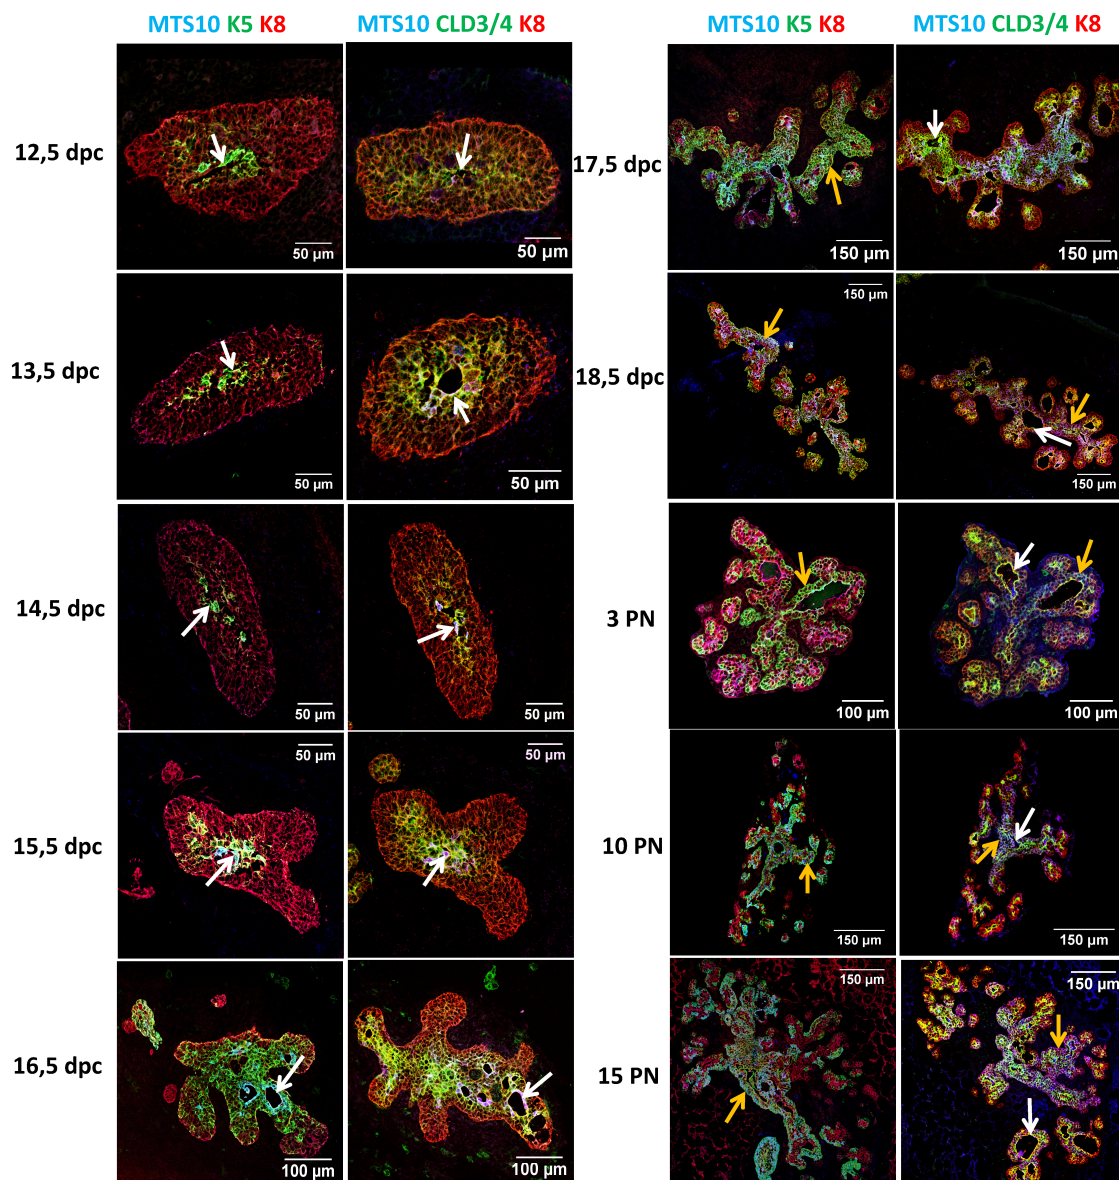 MTS10 K5 K8
MTS10 CLD3/4 K8
MTS10 K5 K8
MTS10 CLD3/4 K8
12,5 dpc
50 µm
50 µm
17,5 dpc
150 µm
150 µm
13,5 dpc
50 µm
50 µm
18,5 dpc
150 µm
150 µm
14,5 dpc
50 µm
50 µm
3 PN
100 µm
100 µm
15,5 dpc
50 µm
50 µm
10 PN
150 µm
150 µm
16,5 dpc
100 µm
100 µm
15 PN
150 µm
150 µm